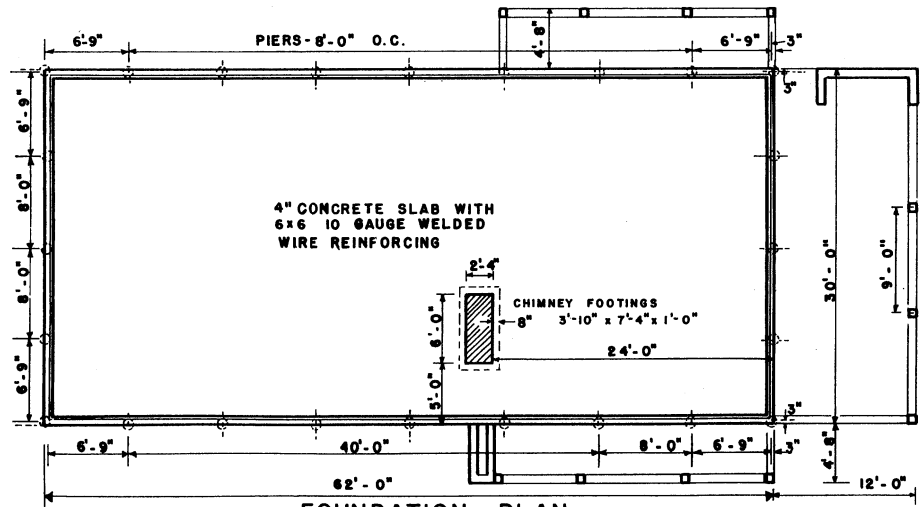 6'-9" PIERS-8'-0" O.C. 6'-9" 3"
4'-8"
3"
6'-9"
8'-0"
8'-0"
6'-9"
4" CONCRETE SLAB WITH
6x6 10 GAUGE WELDED
WIRE REINFORCING
2'-4"
CHIMNEY FOOTINGS
8" 3'-10" x 7'-4" x 1'-0"
6'-0"
24'-0"
5'-0"
30'-0"
9'-0"
3"
6'-9" 40'-0" 8'-0" 6'-9" 3"
4'-8"
62'-0" 12'-0"
FOUNDATION PLAN